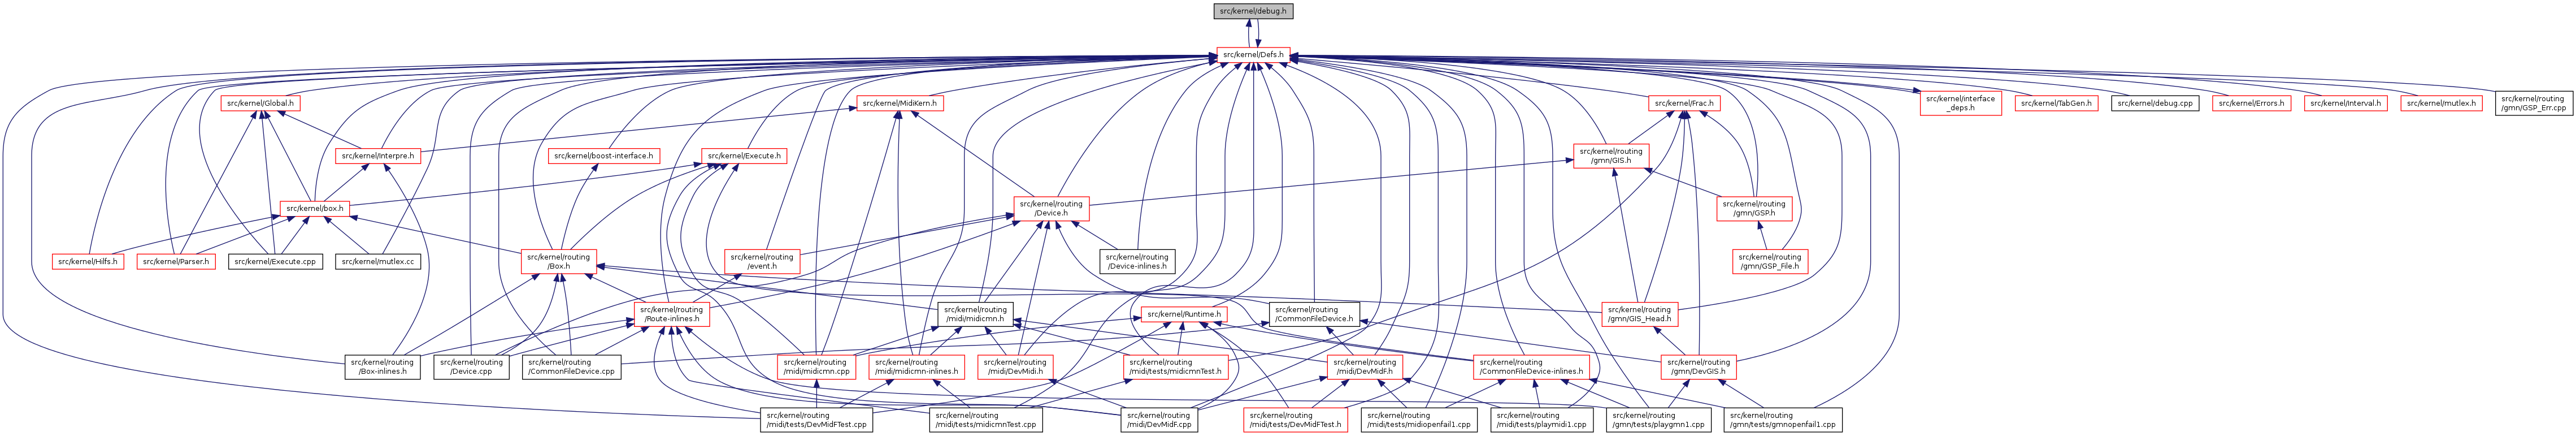 src/kernel/debug.h
src/kernel/Defs.h
src/kernel/Global.h
src/kernel/MidiKern.h
src/kernel/Frac.h
src/kernel/interface
_deps.h
src/kernel/TabGen.h
src/kernel/debug.cpp
src/kernel/Errors.h
src/kernel/Interval.h
src/kernel/mutlex.h
src/kernel/routing
/gmn/GSP_Err.cpp
src/kernel/Interpre.h
src/kernel/boost-interface.h
src/kernel/Execute.h
src/kernel/routing
/gmn/GIS.h
src/kernel/box.h
src/kernel/routing
/Device.h
src/kernel/routing
/gmn/GSP.h
src/kernel/Hilfs.h
src/kernel/Parser.h
src/kernel/Execute.cpp
src/kernel/mutlex.cc
src/kernel/routing
/Box.h
src/kernel/routing
/event.h
src/kernel/routing
/Device-inlines.h
src/kernel/routing
/gmn/GSP_File.h
src/kernel/routing
/Route-inlines.h
src/kernel/routing
/midi/midicmn.h
src/kernel/Runtime.h
src/kernel/routing
/CommonFileDevice.h
src/kernel/routing
/gmn/GIS_Head.h
src/kernel/routing
/Box-inlines.h
src/kernel/routing
/Device.cpp
src/kernel/routing
/CommonFileDevice.cpp
src/kernel/routing
/midi/midicmn.cpp
src/kernel/routing
/midi/midicmn-inlines.h
src/kernel/routing
/midi/DevMidi.h
src/kernel/routing
/midi/tests/midicmnTest.h
src/kernel/routing
/midi/DevMidF.h
src/kernel/routing
/CommonFileDevice-inlines.h
src/kernel/routing
/gmn/DevGIS.h
src/kernel/routing
/midi/tests/DevMidFTest.cpp
src/kernel/routing
/midi/tests/midicmnTest.cpp
src/kernel/routing
/midi/DevMidF.cpp
src/kernel/routing
/midi/tests/DevMidFTest.h
src/kernel/routing
/midi/tests/midiopenfail1.cpp
src/kernel/routing
/midi/tests/playmidi1.cpp
src/kernel/routing
/gmn/tests/playgmn1.cpp
src/kernel/routing
/gmn/tests/gmnopenfail1.cpp